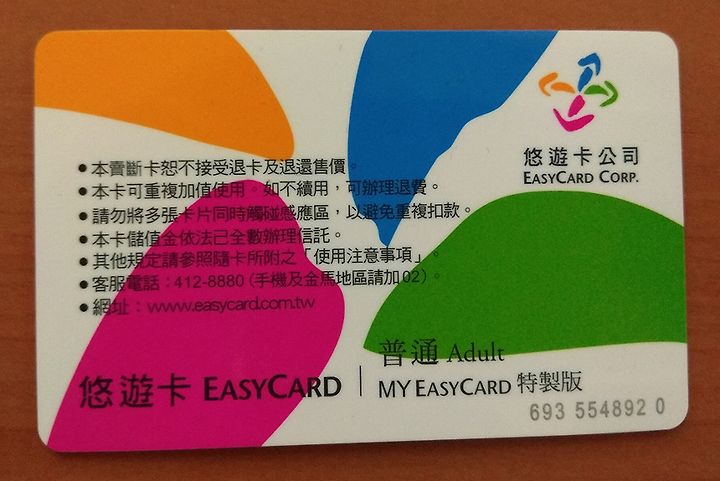 悠遊卡公司
EASYCARD CORP.
●本賣斷卡恕不接受退卡及退還售價。
●本卡可重複加值使用。如不續用，可辦理退費。
●請勿將多張卡片同時觸碰感應區，以避免重複扣款。
●本卡儲值金依法已全數辦理信託。
●其他規定請參照隨卡所附之「使用注意事項」。
●客服電話：412-8880 (手機及金馬地區請加02)。
●網址：www.easycard.com.tw
悠遊卡 EASYCARD
普通 Adult
MY EASYCARD 特製版
693 554892 0